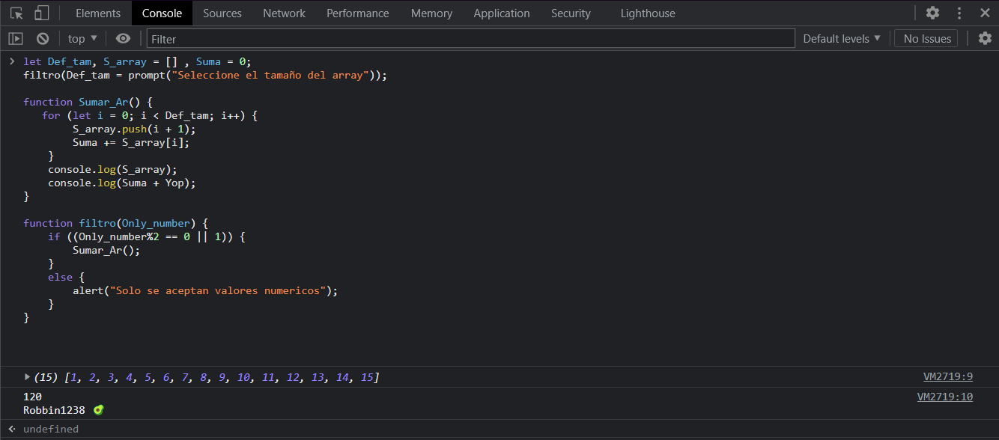 Elements Console Sources Network Performance Memory Application Security Lighthouse
top Filter Default levels No Issues
let Def_tam, S_array = [] , Suma = 0;
filtro(Def_tam = prompt("Seleccione el tamaño del array"));
function Sumar_Ar() {
for (let i = 0; i < Def_tam; i++) {
S_array.push(i + 1);
Suma += S_array[i];
}
console.log(S_array);
console.log(Suma + Yop);
}
function filtro(Only_number) {
if ((Only_number%2 == 0 || 1)) {
Sumar_Ar();
}
else {
alert("Solo se aceptan valores numericos");
}
}
(15) [1, 2, 3, 4, 5, 6, 7, 8, 9, 10, 11, 12, 13, 14, 15] VM2719:9
120 VM2719:10
Robbin1238 🥑
undefined